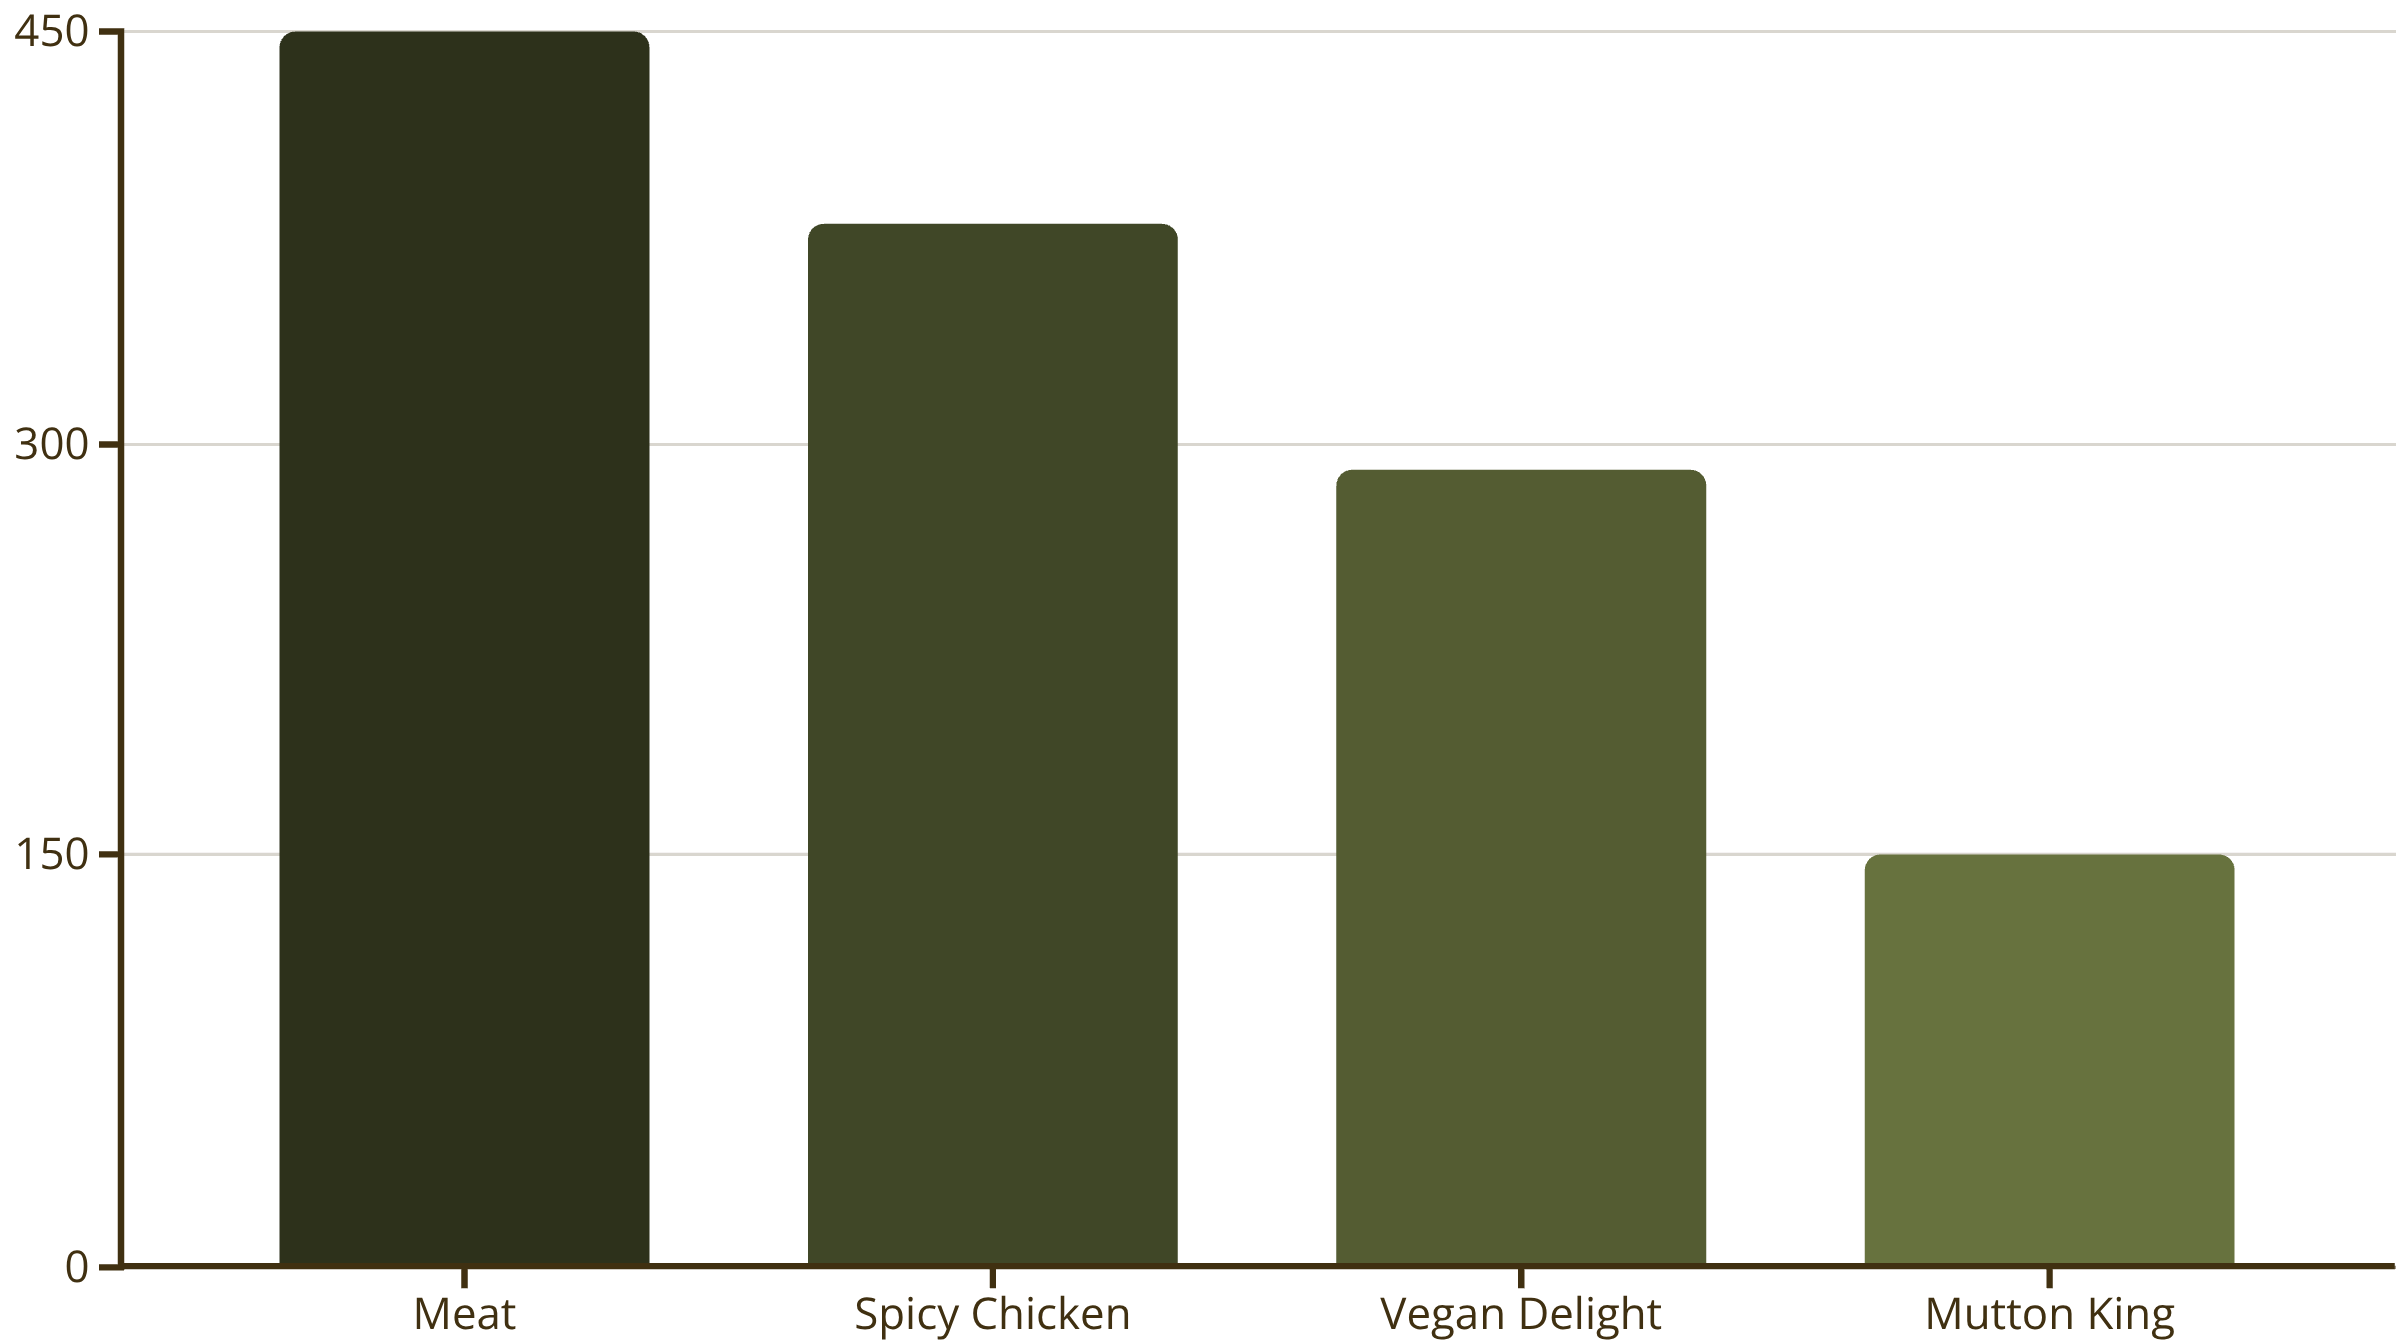 450
300
150
0
Meat
Spicy Chicken
Vegan Delight
Mutton King